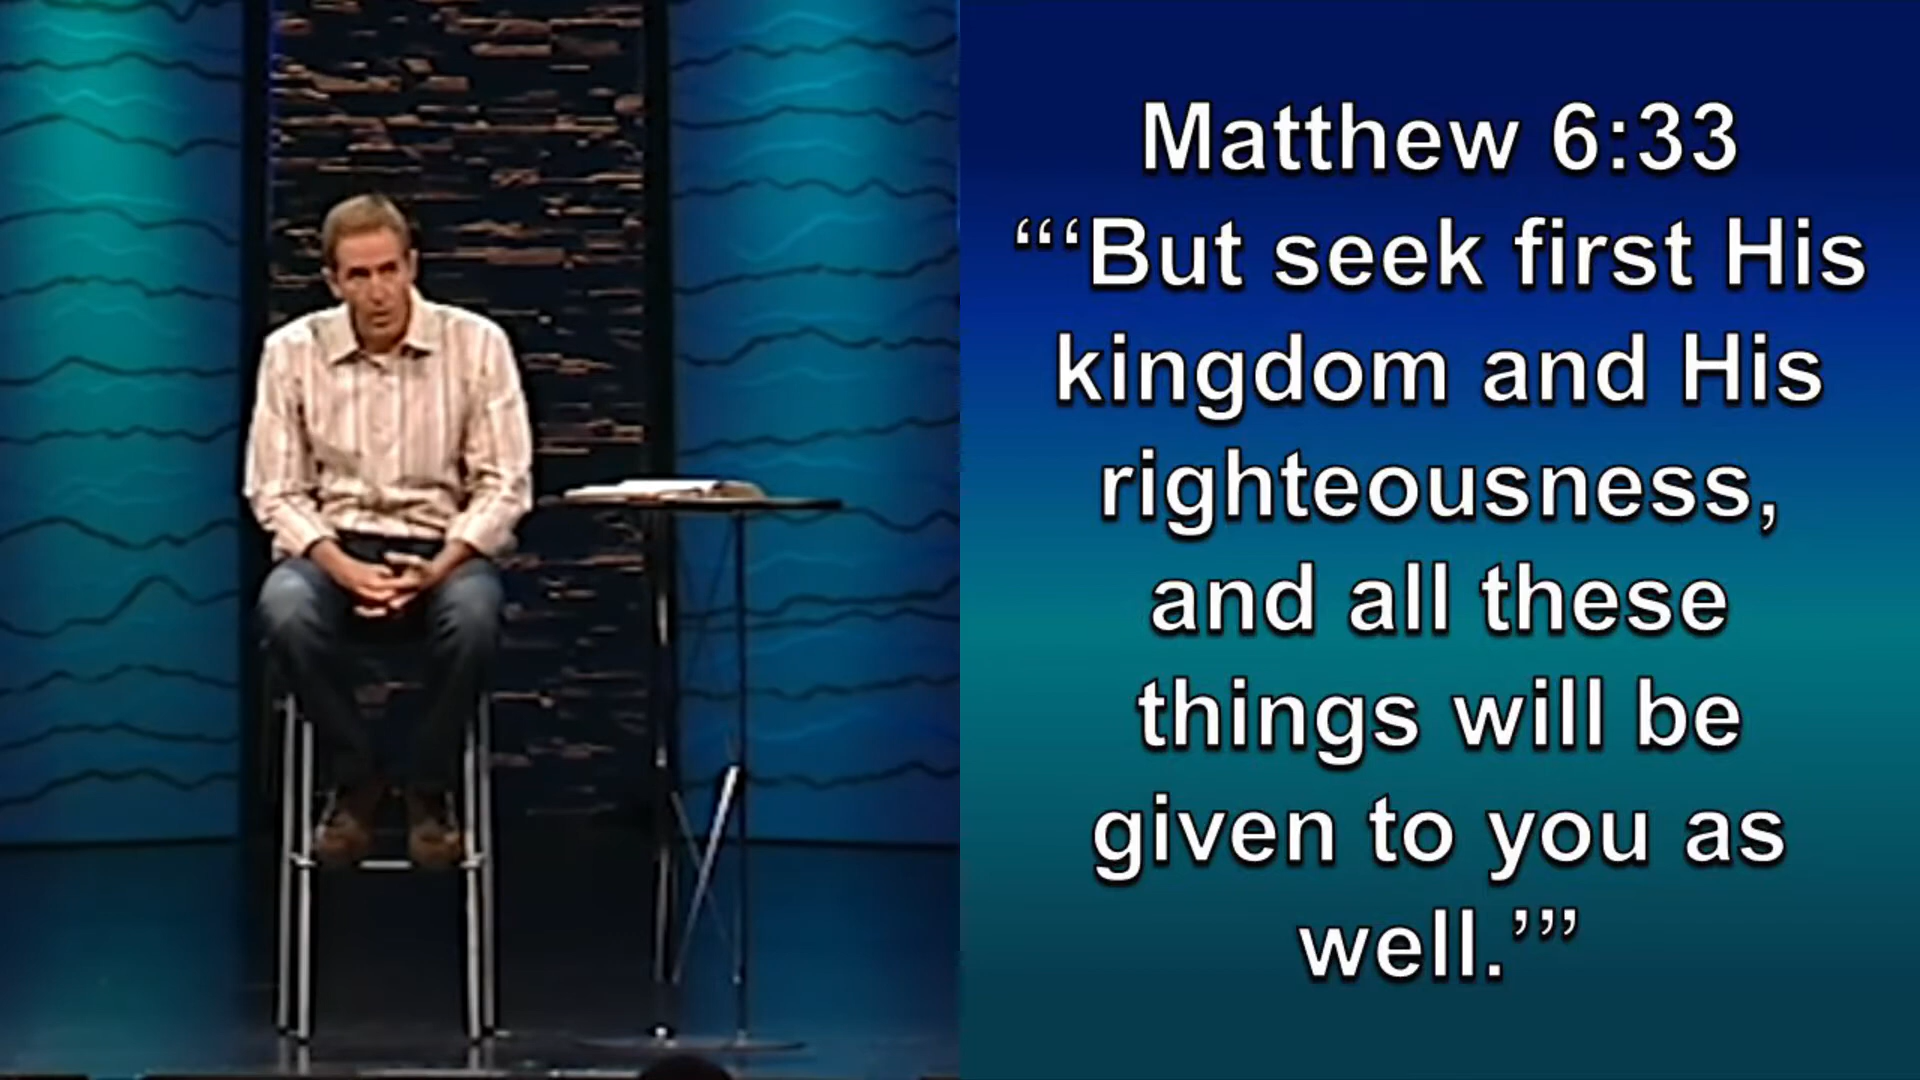 Matthew 6:33
“‘But seek first His
kingdom and His
righteousness,
and all these
things will be
given to you as
well.’”